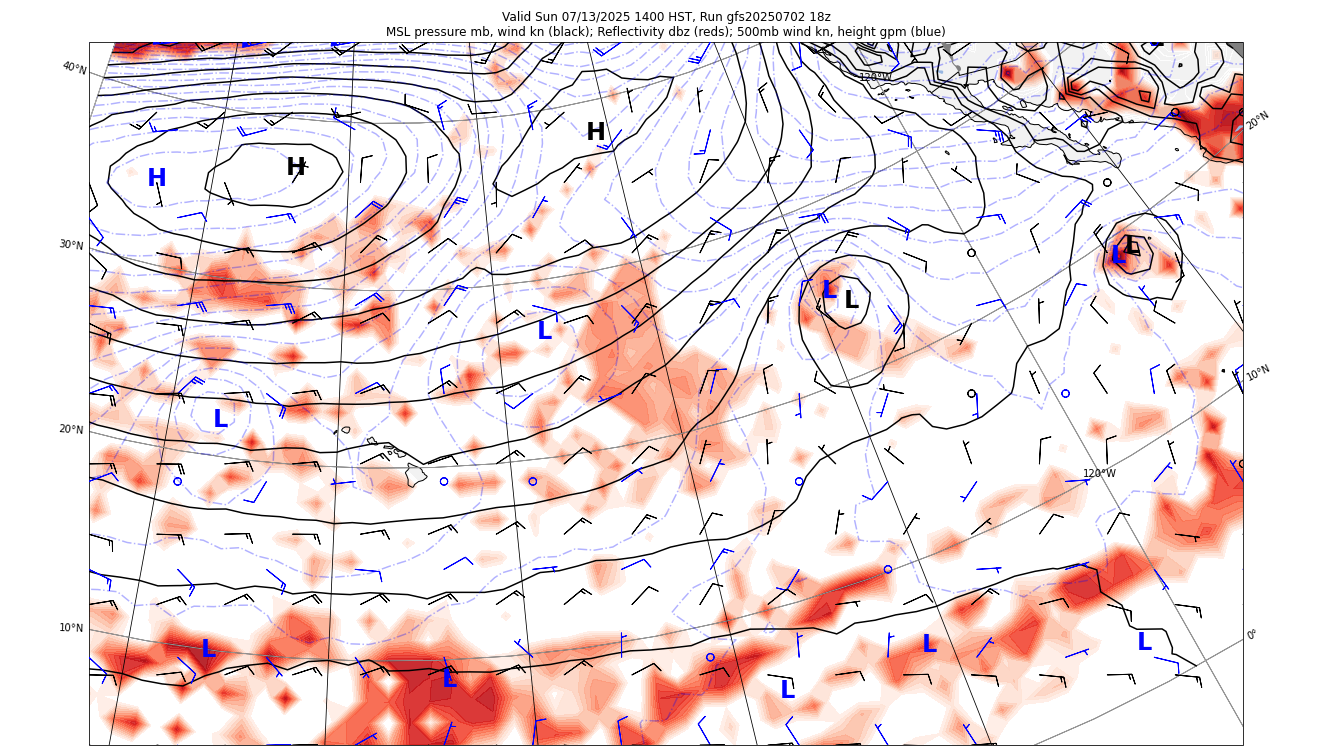 Valid Sun 07/13/2025 1400 HST, Run gfs20250702 18z
MSL pressure mb, wind kn (black); Reflectivity dbz (reds); 500mb wind kn, height gpm (blue)
40°N
120°W
20°N
H
H
H
30°N
L
L
L
L
L
10°N
20°N
L
120°W
10°N
0°
L
L
L
L
L